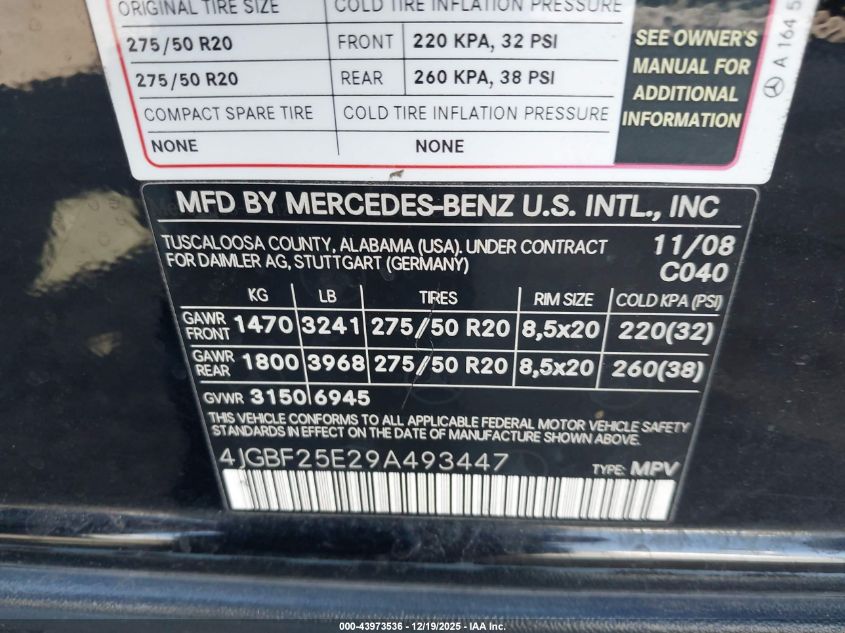 ORIGINAL TIRE SIZE COLD TIRE INFLATION PRESSURE
275/50 R20 FRONT 220 KPA, 32 PSI
275/50 R20 REAR 260 KPA, 38 PSI
COMPACT SPARE TIRE COLD TIRE INFLATION PRESSURE
NONE NONE
SEE OWNER'S
MANUAL FOR
ADDITIONAL
INFORMATION
A 164 5
MFD BY MERCEDES-BENZ U.S. INTL., INC
TUSCALOOSA COUNTY, ALABAMA (USA). UNDER CONTRACT 11/08
FOR DAIMLER AG, STUTTGART (GERMANY) C040
KG LB TIRES RIM SIZE COLD KPA (PSI)
GAWR FRONT 1470 3241 275/50 R20 8,5x20 220(32)
GAWR REAR 1800 3968 275/50 R20 8,5x20 260(38)
GVWR 3150 6945
THIS VEHICLE CONFORMS TO ALL APPLICABLE FEDERAL MOTOR VEHICLE SAFETY
STANDARDS IN EFFECT ON THE DATE OF MANUFACTURE SHOWN ABOVE.
4JGBF25E29A493447 TYPE: MPV
000-43973536 - 12/19/2025 - IAA Inc.